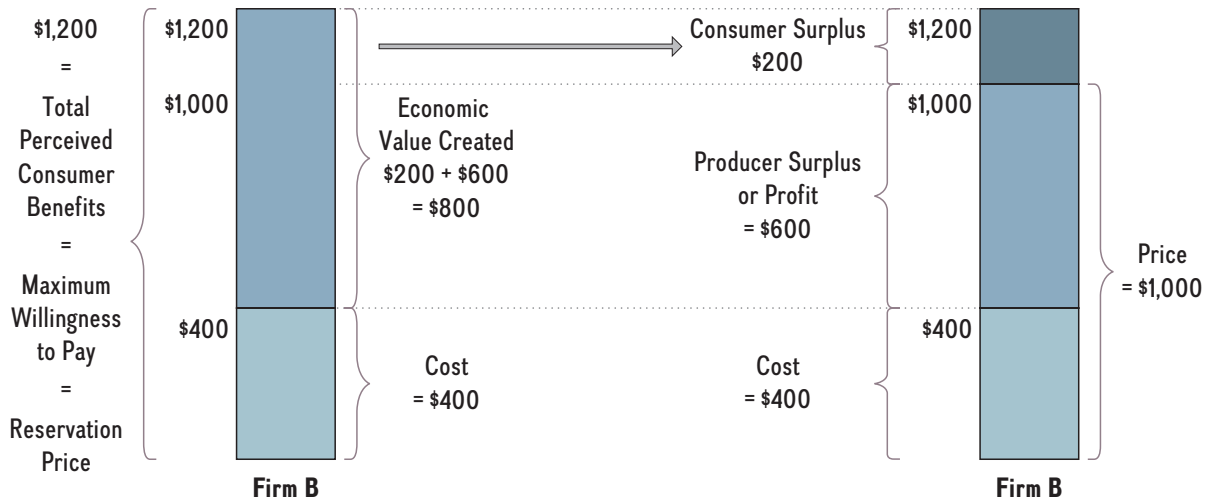 $1,200
=
Total
Perceived
Consumer
Benefits
=
Maximum
Willingness
to Pay
=
Reservation
Price
$1,200
$1,000
$400
Firm B
Economic
Value Created
$200 + $600
= $800
Cost
= $400
Consumer Surplus
$200
Producer Surplus
or Profit
= $600
Cost
= $400
$1,200
$1,000
$400
Firm B
Price
= $1,000